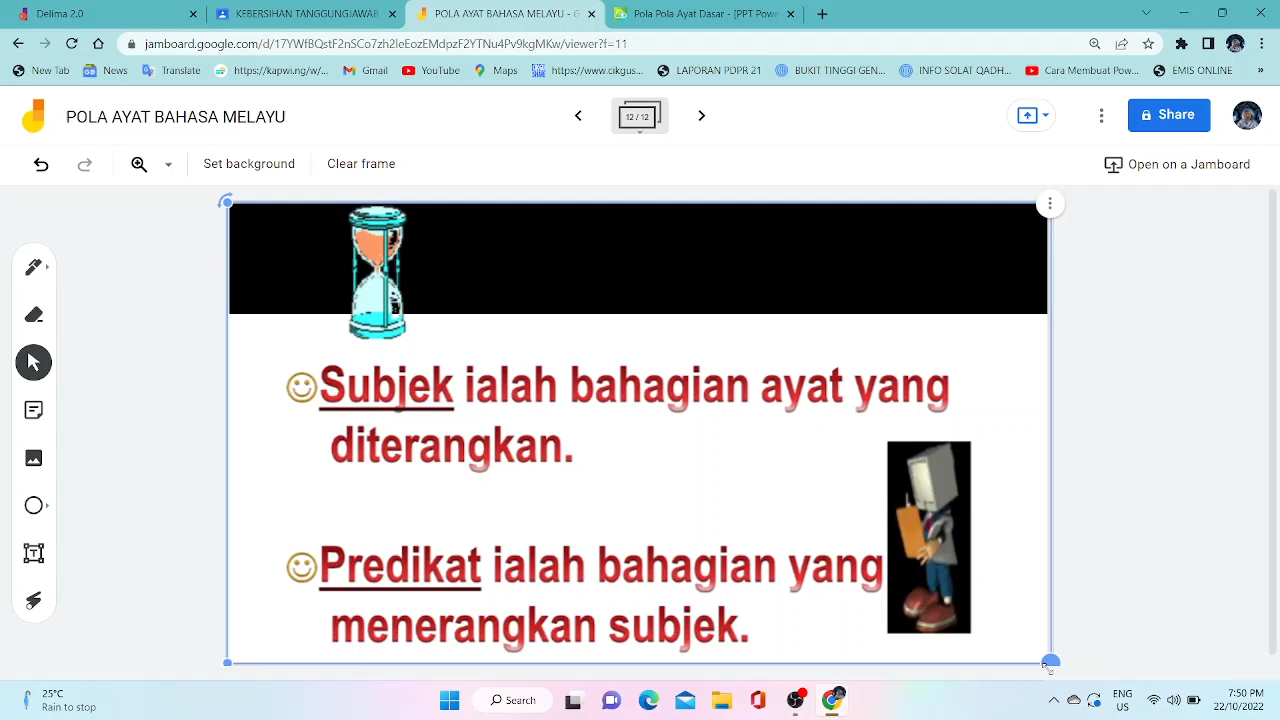 Delima 2.0
KEBERSIHAN TANGGUNGJAWAB
POLA AYAT BAHASA MELAYU - G
Pola Pola Ayat Dasar - [PPT Powe
jamboard.google.com/d/17YWfBQstF2nSCo7zh2leEozEMdpzF2YTNu4Pv9kgMKw/viewer?f=11
New Tab
News
Translate
https://kapwing/w...
Gmail
YouTube
Maps
https://www.cikgus...
LAPORAN PDPR 21
BUKIT TINGGI GEN...
INFO SOLAT QADH...
Cara Membuat Pow...
EMIS ONLINE
»
POLA AYAT BAHASA MELAYU
12 / 12
Share
Set background
Clear frame
Open on a Jamboard
Subjek ialah bahagian ayat yang
diterangkan.
Predikat ialah bahagian yang
menerangkan subjek.
25°C
Rain to stop
Search
ENG
US
7:50 PM
22/10/2022